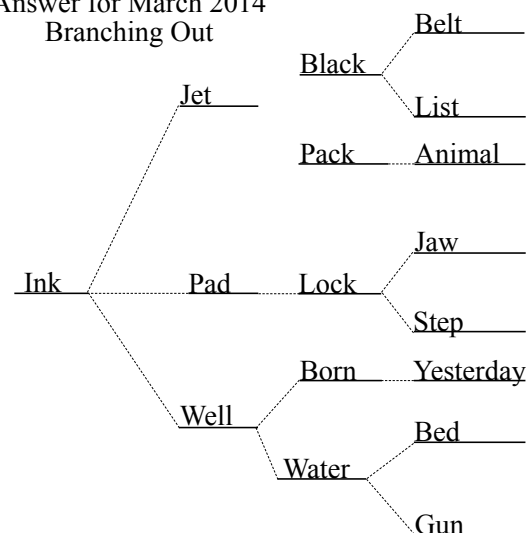 Answer for March 2014
Branching Out
Belt
Black
Jet
List
Pack Animal
Jaw
Ink Pad Lock
Step
Born Yesterday
Well
Bed
Water
Gun